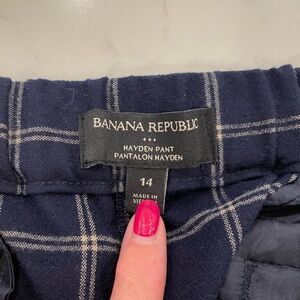 BANANA REPUBLIC
HAYDEN PANT
PANTALON HAYDEN
14
MADE IN